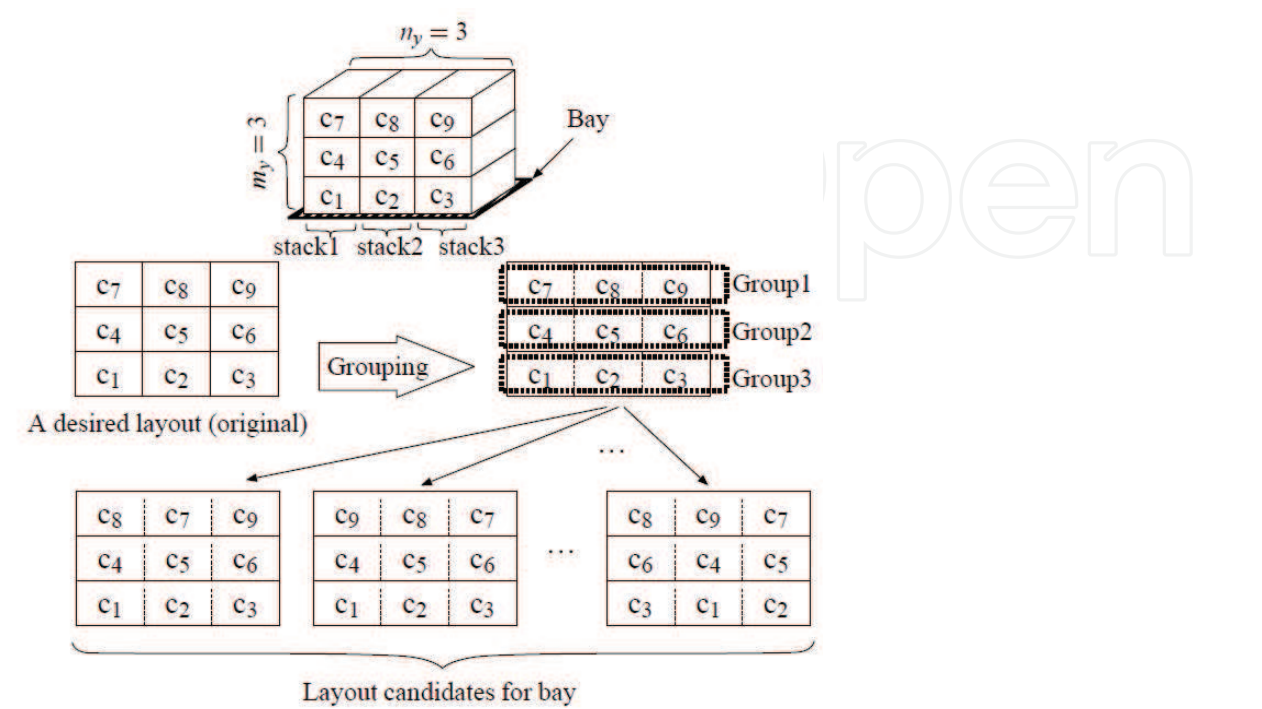 n_y = 3
m_y = 3
c7 c8 c9
c4 c5 c6
c1 c2 c3
Bay
stack1 stack2 stack3
c7 c8 c9
c4 c5 c6
c1 c2 c3
A desired layout (original)
Grouping
c7 c8 c9 Group1
c4 c5 c6 Group2
c1 c2 c3 Group3
...
c8 c7 c9
c4 c5 c6
c1 c2 c3
c9 c8 c7
c4 c5 c6
c1 c2 c3
...
c8 c9 c7
c6 c4 c5
c3 c1 c2
Layout candidates for bay
pen